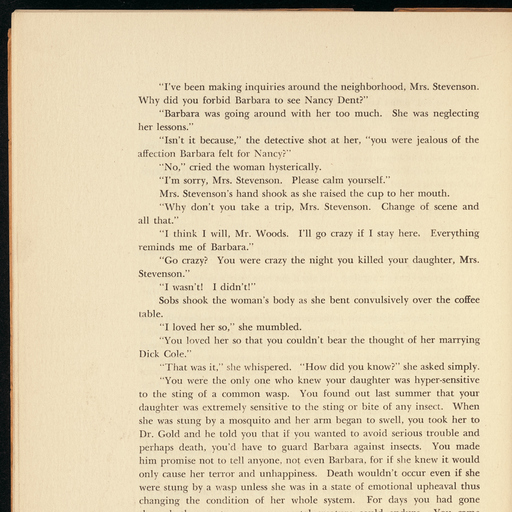 "I've been making inquiries around the neighborhood, Mrs. Stevenson.
Why did you forbid Barbara to see Nancy Dent?"
"Barbara was going around with her too much. She was neglecting
her lessons."
"Isn't it because," the detective shot at her, "you were jealous of the
affection Barbara felt for Nancy?"
"No," cried the woman hysterically.
"I'm sorry, Mrs. Stevenson. Please calm yourself."
Mrs. Stevenson's hand shook as she raised the cup to her mouth.
"Why don't you take a trip, Mrs. Stevenson. Change of scene and
all that."
"I think I will, Mr. Woods. I'll go crazy if I stay here. Everything
reminds me of Barbara."
"Go crazy? You were crazy the night you killed your daughter, Mrs.
Stevenson."
"I wasn't! I didn't!"
Sobs shook the woman's body as she bent convulsively over the coffee
table.
"I loved her so," she mumbled.
"You loved her so that you couldn't bear the thought of her marrying
Dick Cole."
"That was it," she whispered. "How did you know?" she asked simply.
"You were the only one who knew your daughter was hyper-sensitive
to the sting of a common wasp. You found out last summer that your
daughter was extremely sensitive to the sting or bite of any insect. When
she was stung by a mosquito and her arm began to swell, you took her to
Dr. Gold and he told you that if you wanted to avoid serious trouble and
perhaps death, you'd have to guard Barbara against insects. You made
him promise not to tell anyone, not even Barbara, for if she knew it would
only cause her terror and unhappiness. Death wouldn't occur even if she
were stung by a wasp unless she was in a state of emotional upheaval thus
changing the condition of her whole system. For days you had gone